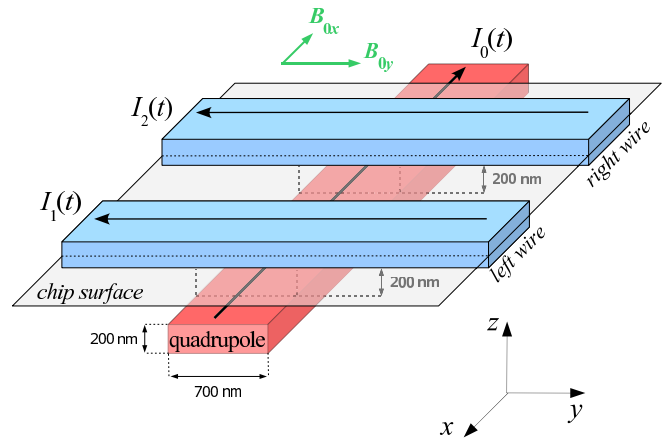 B₀ₓ
B₀y
I₀(t)
I₂(t)
right wire
200 nm
I₁(t)
left wire
200 nm
chip surface
200 nm
quadrupole
700 nm
z
y
x